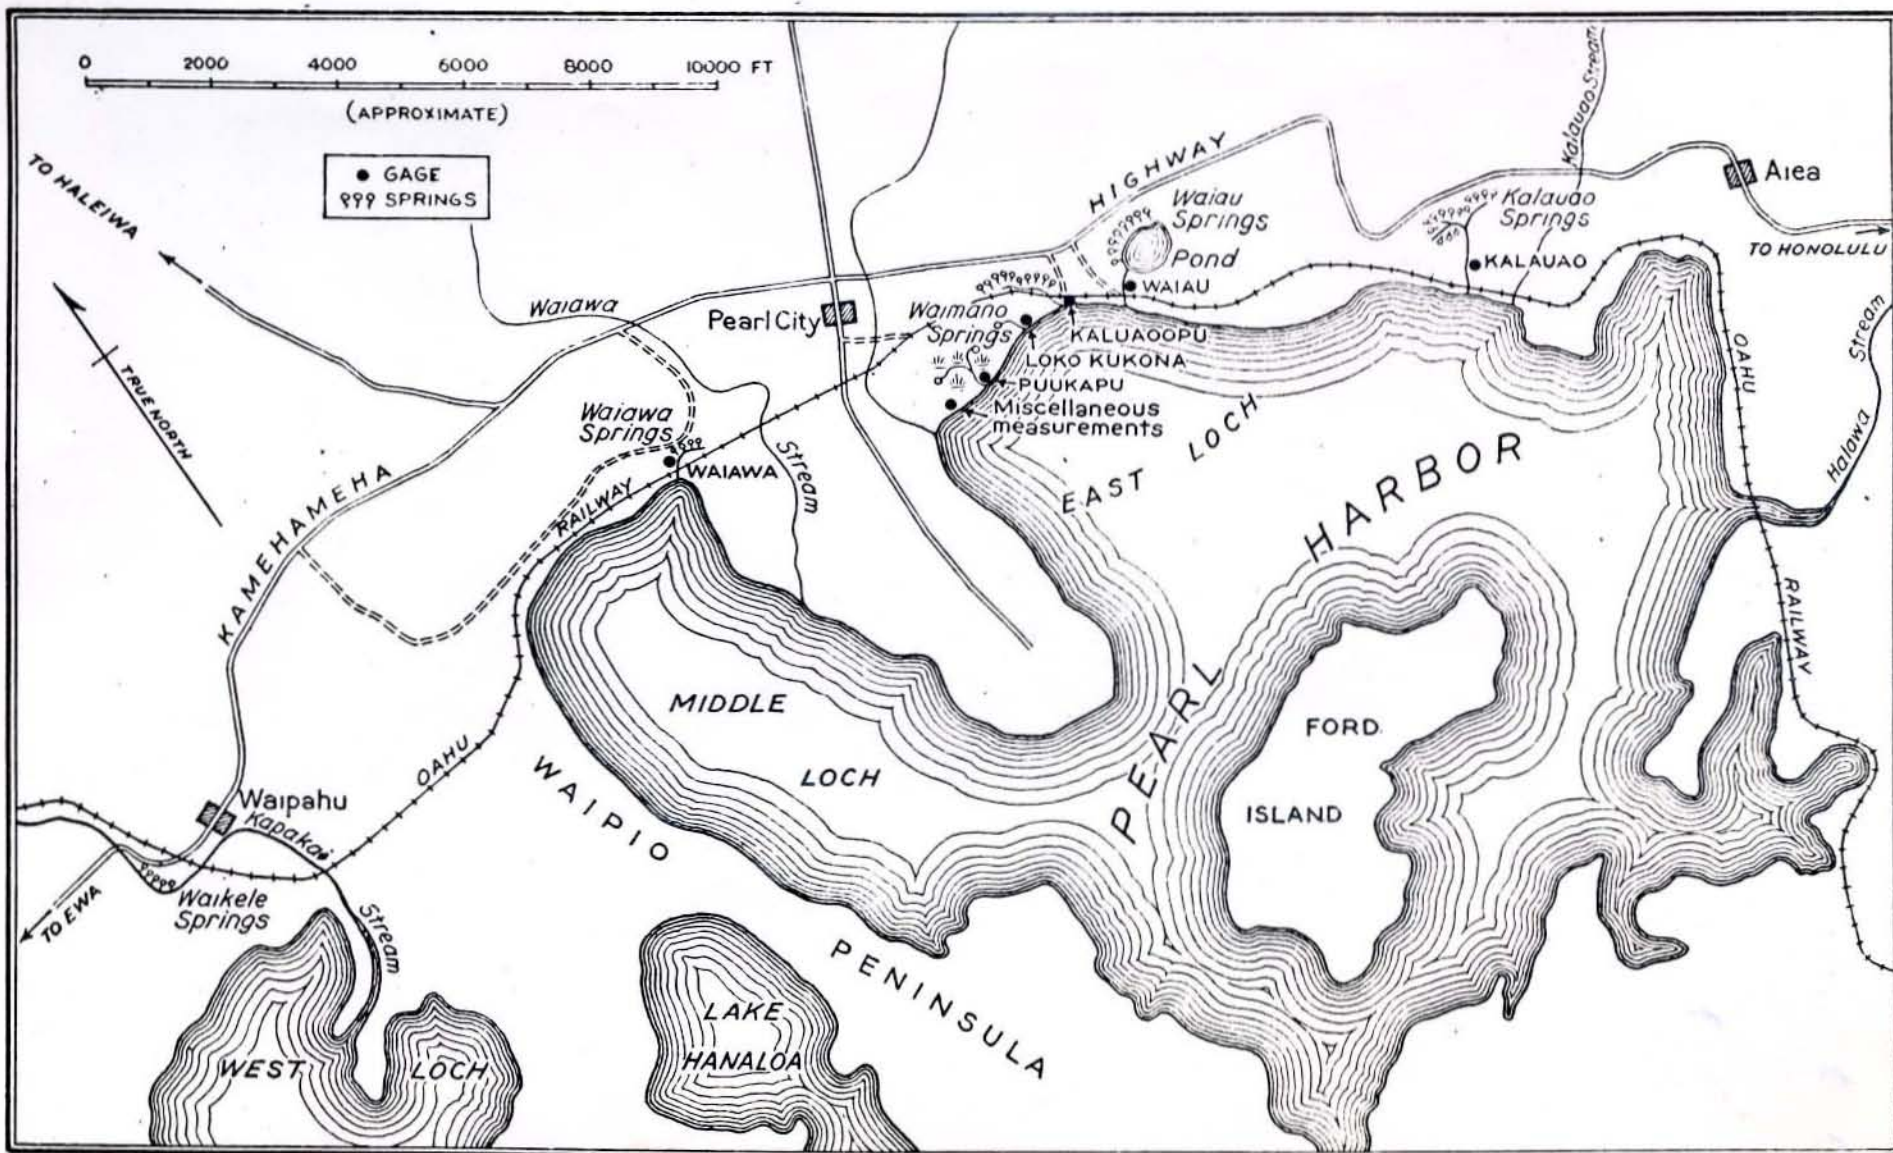 0 2000 4000 6000 8000 10000 FT
(APPROXIMATE)
GAGE
SPRINGS
TO HALEIWA
TRUE NORTH
KAMEHAMEHA
HIGHWAY
Waiawa
Stream
Pearl City
Waiawa
Springs
WAIAWA
RAILWAY
OAHU
Waimano
Springs
Waiau
Springs
Pond
WAIAU
KALUAOOPU
LOKO KUKONA
PUUKAPU
Miscellaneous
measurements
Kalauao Stream
Kalauao
Springs
KALAUAO
Aiea
TO HONOLULU
OAHU
RAILWAY
Halawa
Stream
EAST LOCH
PEARL
HARBOR
FORD
ISLAND
MIDDLE
LOCH
WAIPIO
PENINSULA
Waipahu
Kapakai
Stream
Waikele
Springs
TO EWA
WEST
LOCH
LAKE
HANALOA